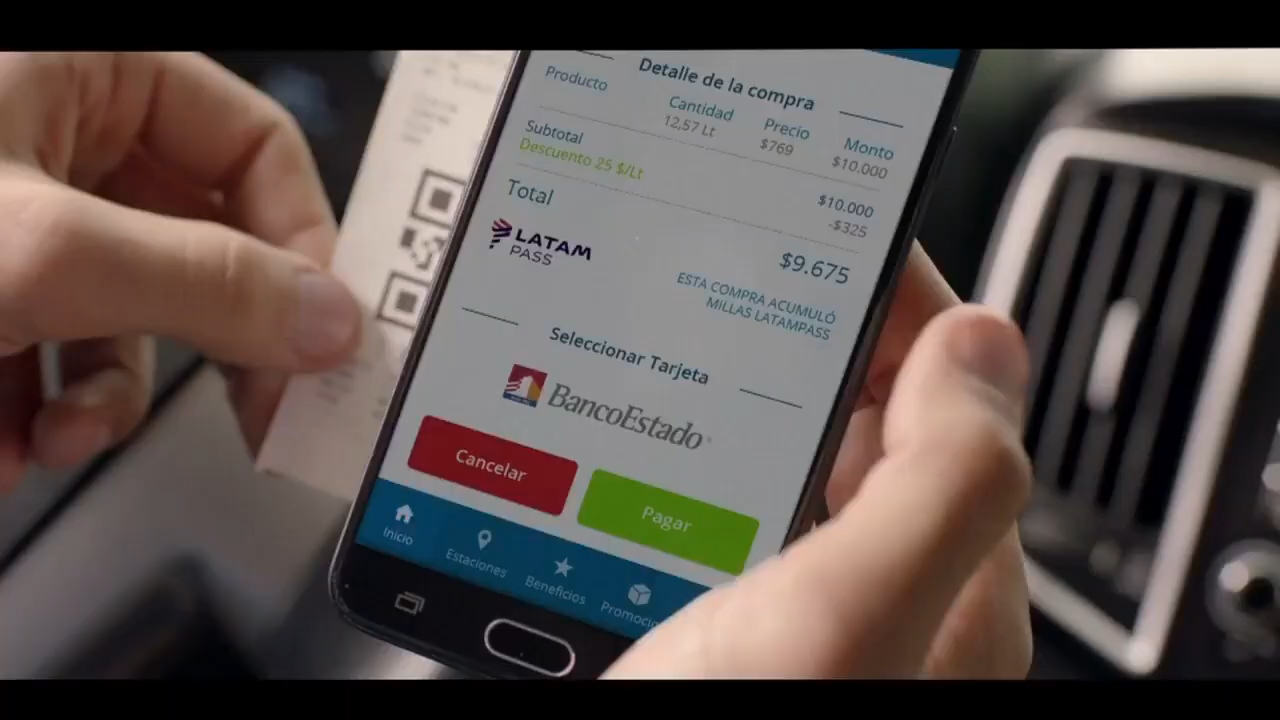 Detalle de la compra
Producto Cantidad Precio Monto
12,57 Lt $769 $10.000
Subtotal $10.000
Descuento 25 $/Lt -$325
Total $9.675
LATAM
PASS
ESTA COMPRA ACUMULÓ
MILLAS LATAMPASS
Seleccionar Tarjeta
BancoEstado
Cancelar Pagar
Inicio Estaciones Beneficios